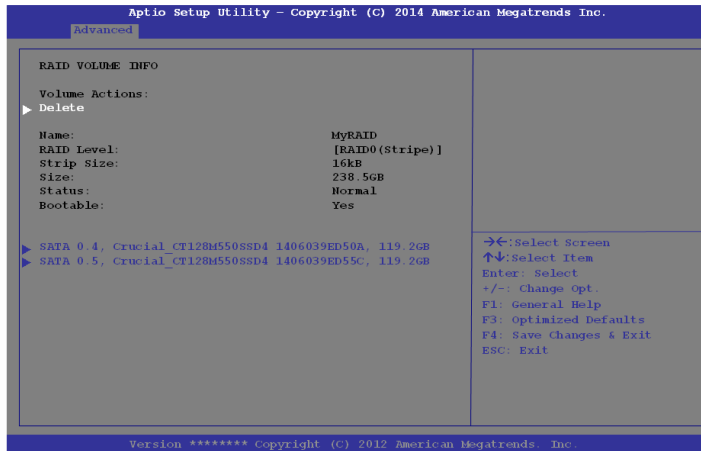 Aptio Setup Utility – Copyright (C) 2014 American Megatrends Inc.
Advanced
RAID VOLUME INFO
Volume Actions:
▶ Delete
Name: MyRAID
RAID Level: [RAID0(Stripe)]
Strip Size: 16kB
Size: 238.5GB
Status: Normal
Bootable: Yes
▶ SATA 0.4, Crucial_CT128M550SSD4 1406039ED50A, 119.2GB
▶ SATA 0.5, Crucial_CT128M550SSD4 1406039ED55C, 119.2GB
→←:Select Screen
↑↓:Select Item
Enter: Select
+/-: Change Opt.
F1: General Help
F3: Optimized Defaults
F4: Save Changes & Exit
ESC: Exit
Version ******** Copyright (C) 2012 American Megatrends. Inc.